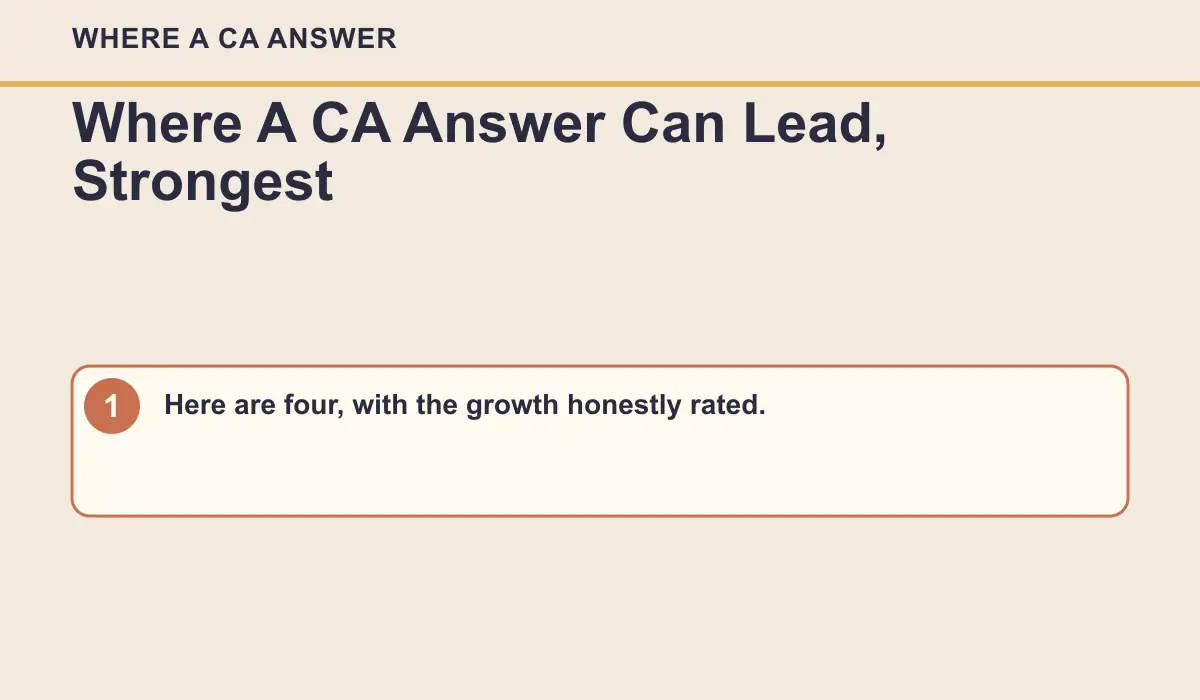 WHERE A CA ANSWER
Where A CA Answer Can Lead,
Strongest
1
Here are four, with the growth honestly rated.